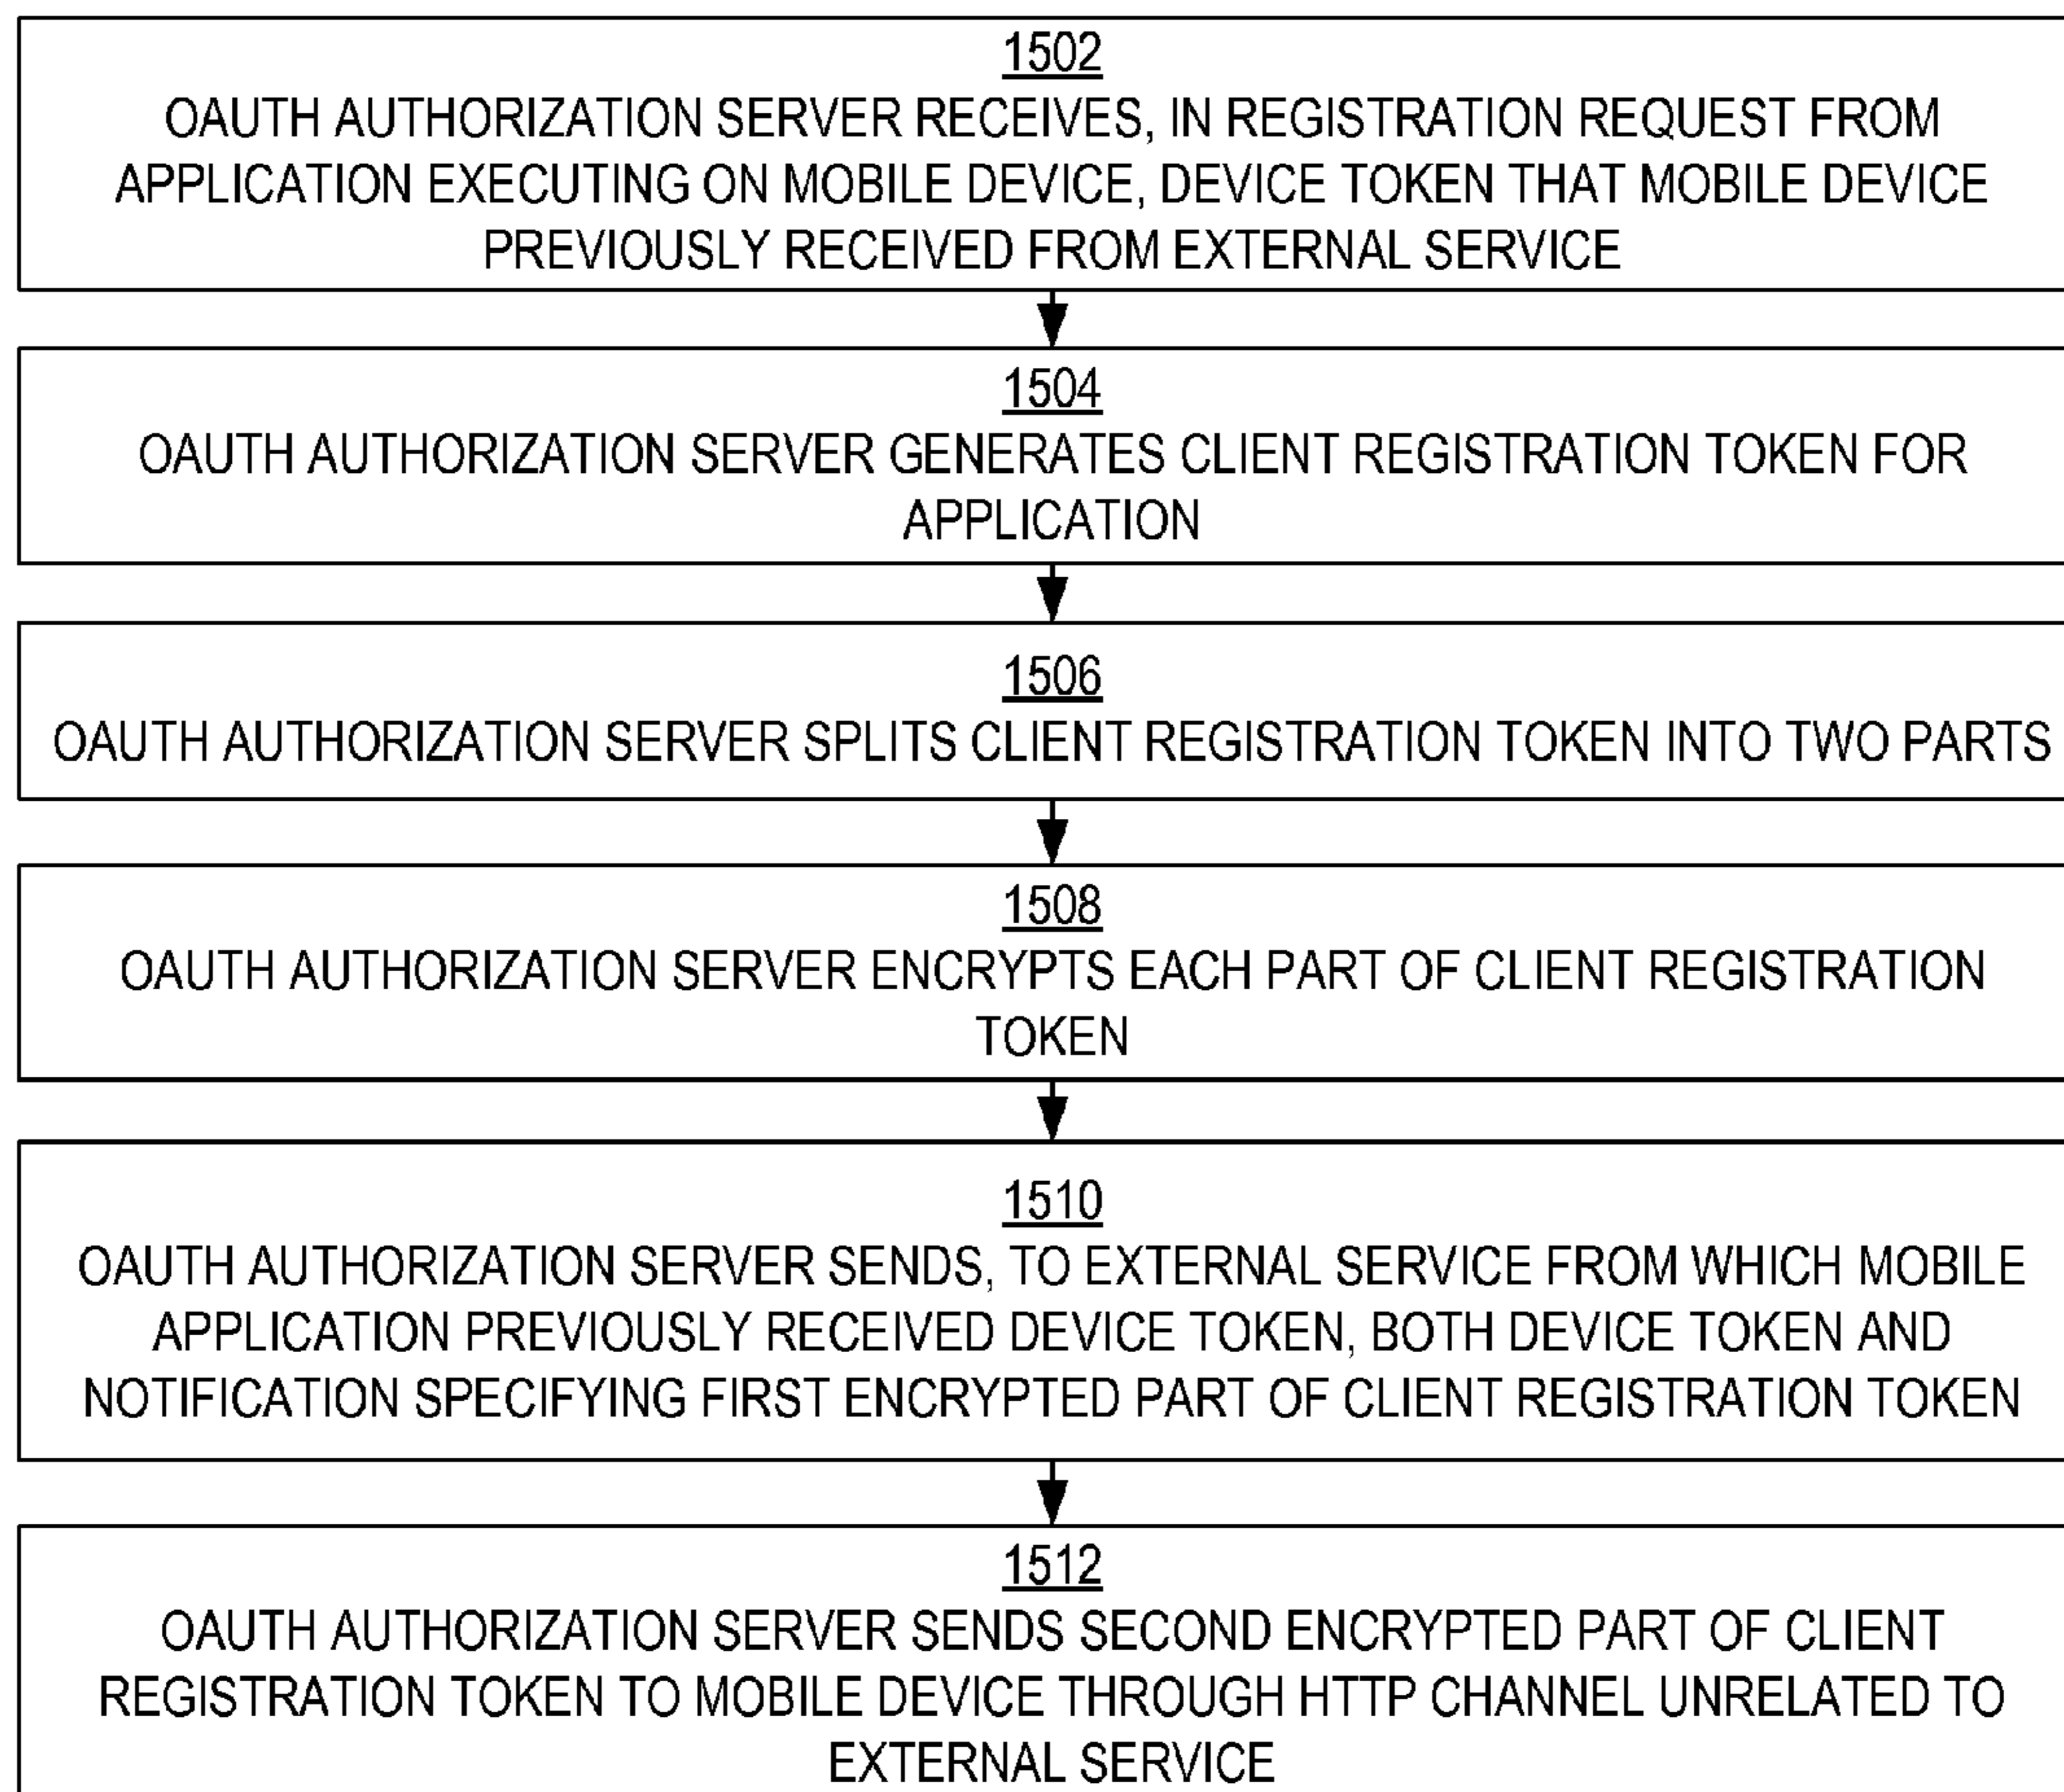 1502
OAUTH AUTHORIZATION SERVER RECEIVES, IN REGISTRATION REQUEST FROM
APPLICATION EXECUTING ON MOBILE DEVICE, DEVICE TOKEN THAT MOBILE DEVICE
PREVIOUSLY RECEIVED FROM EXTERNAL SERVICE
1504
OAUTH AUTHORIZATION SERVER GENERATES CLIENT REGISTRATION TOKEN FOR
APPLICATION
1506
OAUTH AUTHORIZATION SERVER SPLITS CLIENT REGISTRATION TOKEN INTO TWO PARTS
1508
OAUTH AUTHORIZATION SERVER ENCRYPTS EACH PART OF CLIENT REGISTRATION
TOKEN
1510
OAUTH AUTHORIZATION SERVER SENDS, TO EXTERNAL SERVICE FROM WHICH MOBILE
APPLICATION PREVIOUSLY RECEIVED DEVICE TOKEN, BOTH DEVICE TOKEN AND
NOTIFICATION SPECIFYING FIRST ENCRYPTED PART OF CLIENT REGISTRATION TOKEN
1512
OAUTH AUTHORIZATION SERVER SENDS SECOND ENCRYPTED PART OF CLIENT
REGISTRATION TOKEN TO MOBILE DEVICE THROUGH HTTP CHANNEL UNRELATED TO
EXTERNAL SERVICE